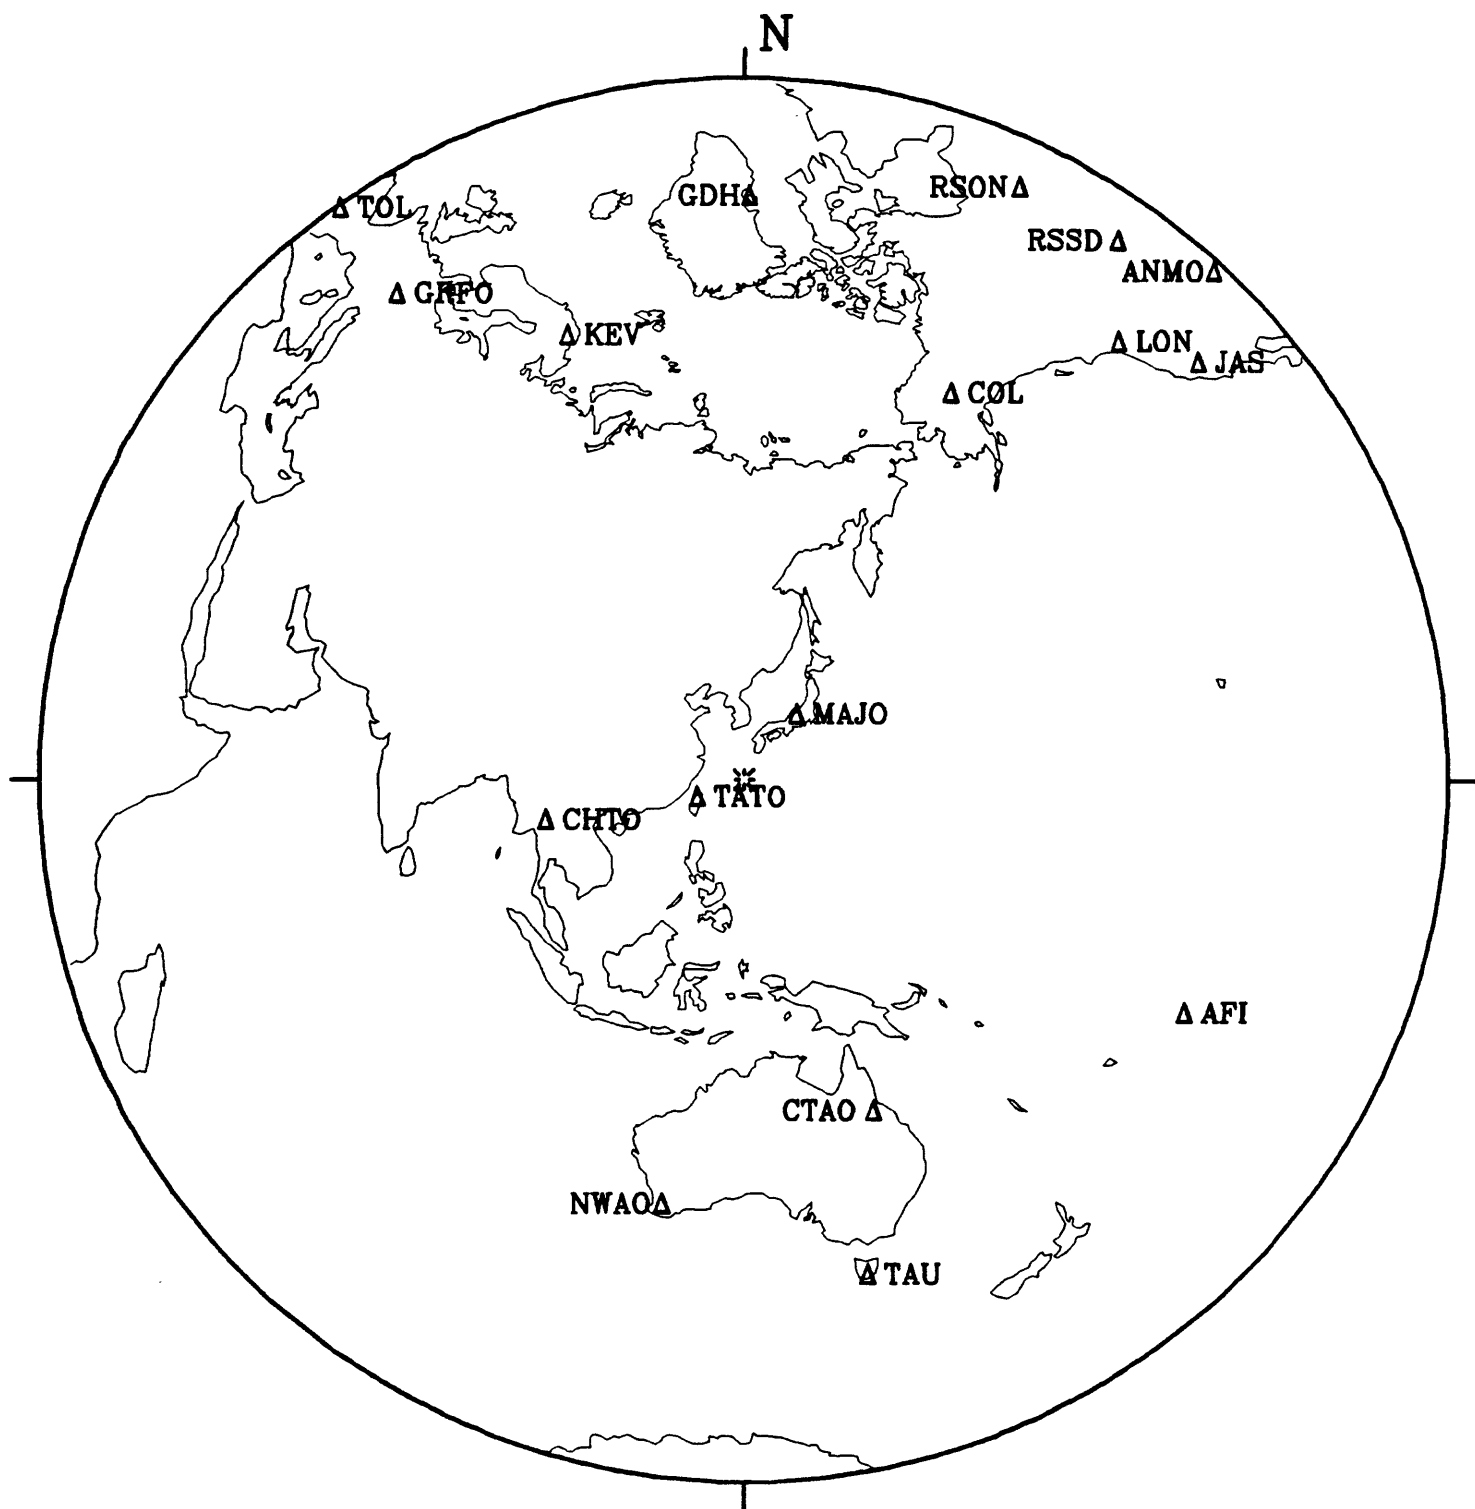 N
TOL
GDH
RSON
RSSD
ANMO
GRFO
KEV
LON
JAS
COL
MAJO
TATO
CHTO
AFI
CTAO
NWAO
TAU